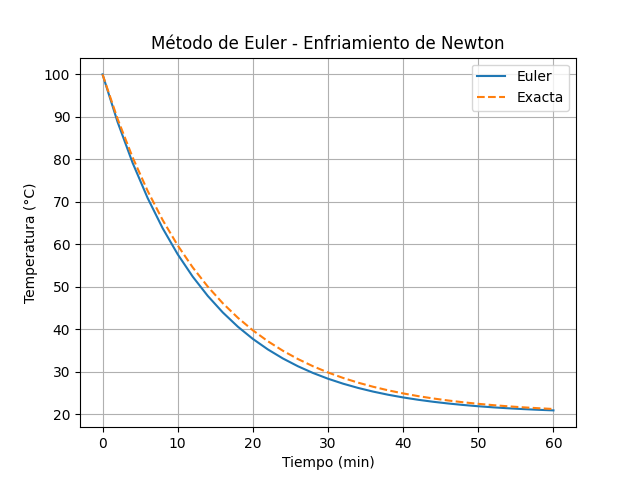 Método de Euler - Enfriamiento de Newton
Euler
Exacta
Temperatura (°C)
100
90
80
70
60
50
40
30
20
0 10 20 30 40 50 60
Tiempo (min)